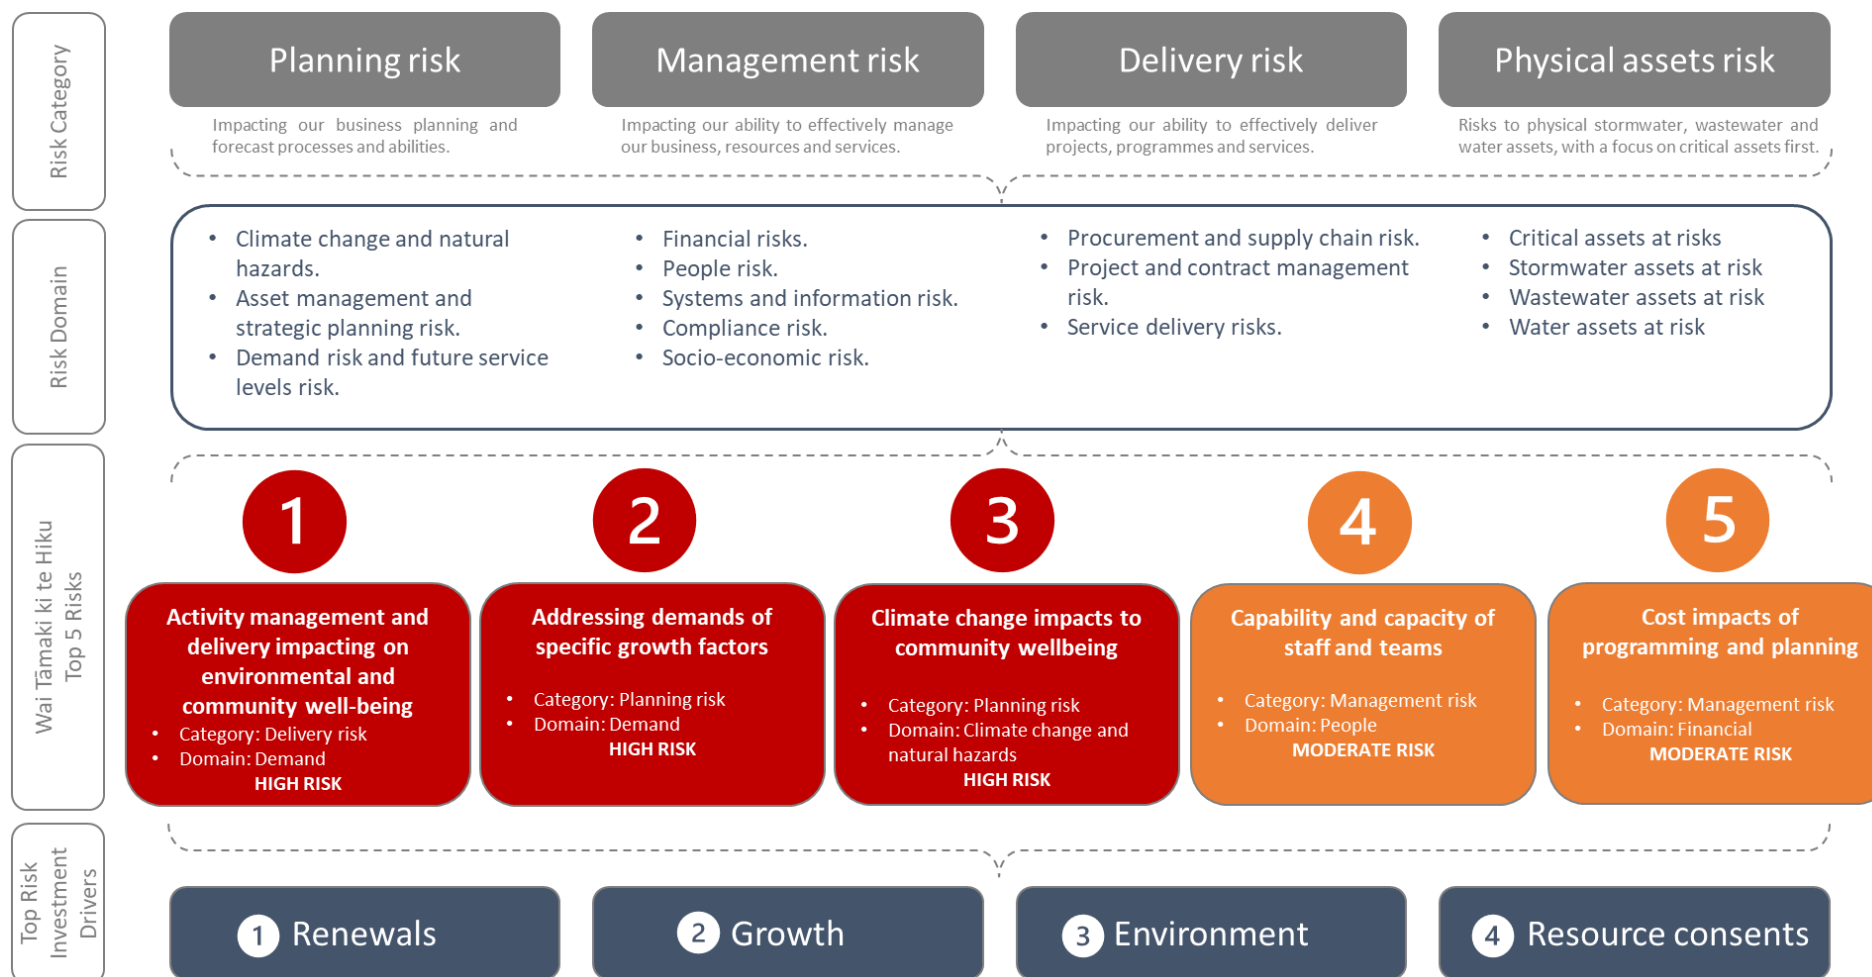 Risk Category
Planning risk
Management risk
Delivery risk
Physical assets risk
Impacting our business planning and
forecast processes and abilities.
Impacting our ability to effectively manage
our business, resources and services.
Impacting our ability to effectively deliver
projects, programmes and services.
Risks to physical stormwater, wastewater and
water assets, with a focus on critical assets first.
Risk Domain
• Climate change and natural
hazards.
• Asset management and
strategic planning risk.
• Demand risk and future service
levels risk.
• Financial risks.
• People risk.
• Systems and information risk.
• Compliance risk.
• Socio-economic risk.
• Procurement and supply chain risk.
• Project and contract management
risk.
• Service delivery risks.
• Critical assets at risks
• Stormwater assets at risk
• Wastewater assets at risk
• Water assets at risk
Wai Tāmaki ki te Hiku
Top 5 Risks
1
Activity management and
delivery impacting on
environmental and
community well-being
• Category: Delivery risk
• Domain: Demand
HIGH RISK
2
Addressing demands of
specific growth factors
• Category: Planning risk
• Domain: Demand
HIGH RISK
3
Climate change impacts to
community wellbeing
• Category: Planning risk
• Domain: Climate change and
natural hazards
HIGH RISK
4
Capability and capacity of
staff and teams
• Category: Management risk
• Domain: People
MODERATE RISK
5
Cost impacts of
programming and planning
• Category: Management risk
• Domain: Financial
MODERATE RISK
Top Risk
Investment
Drivers
1 Renewals
2 Growth
3 Environment
4 Resource consents